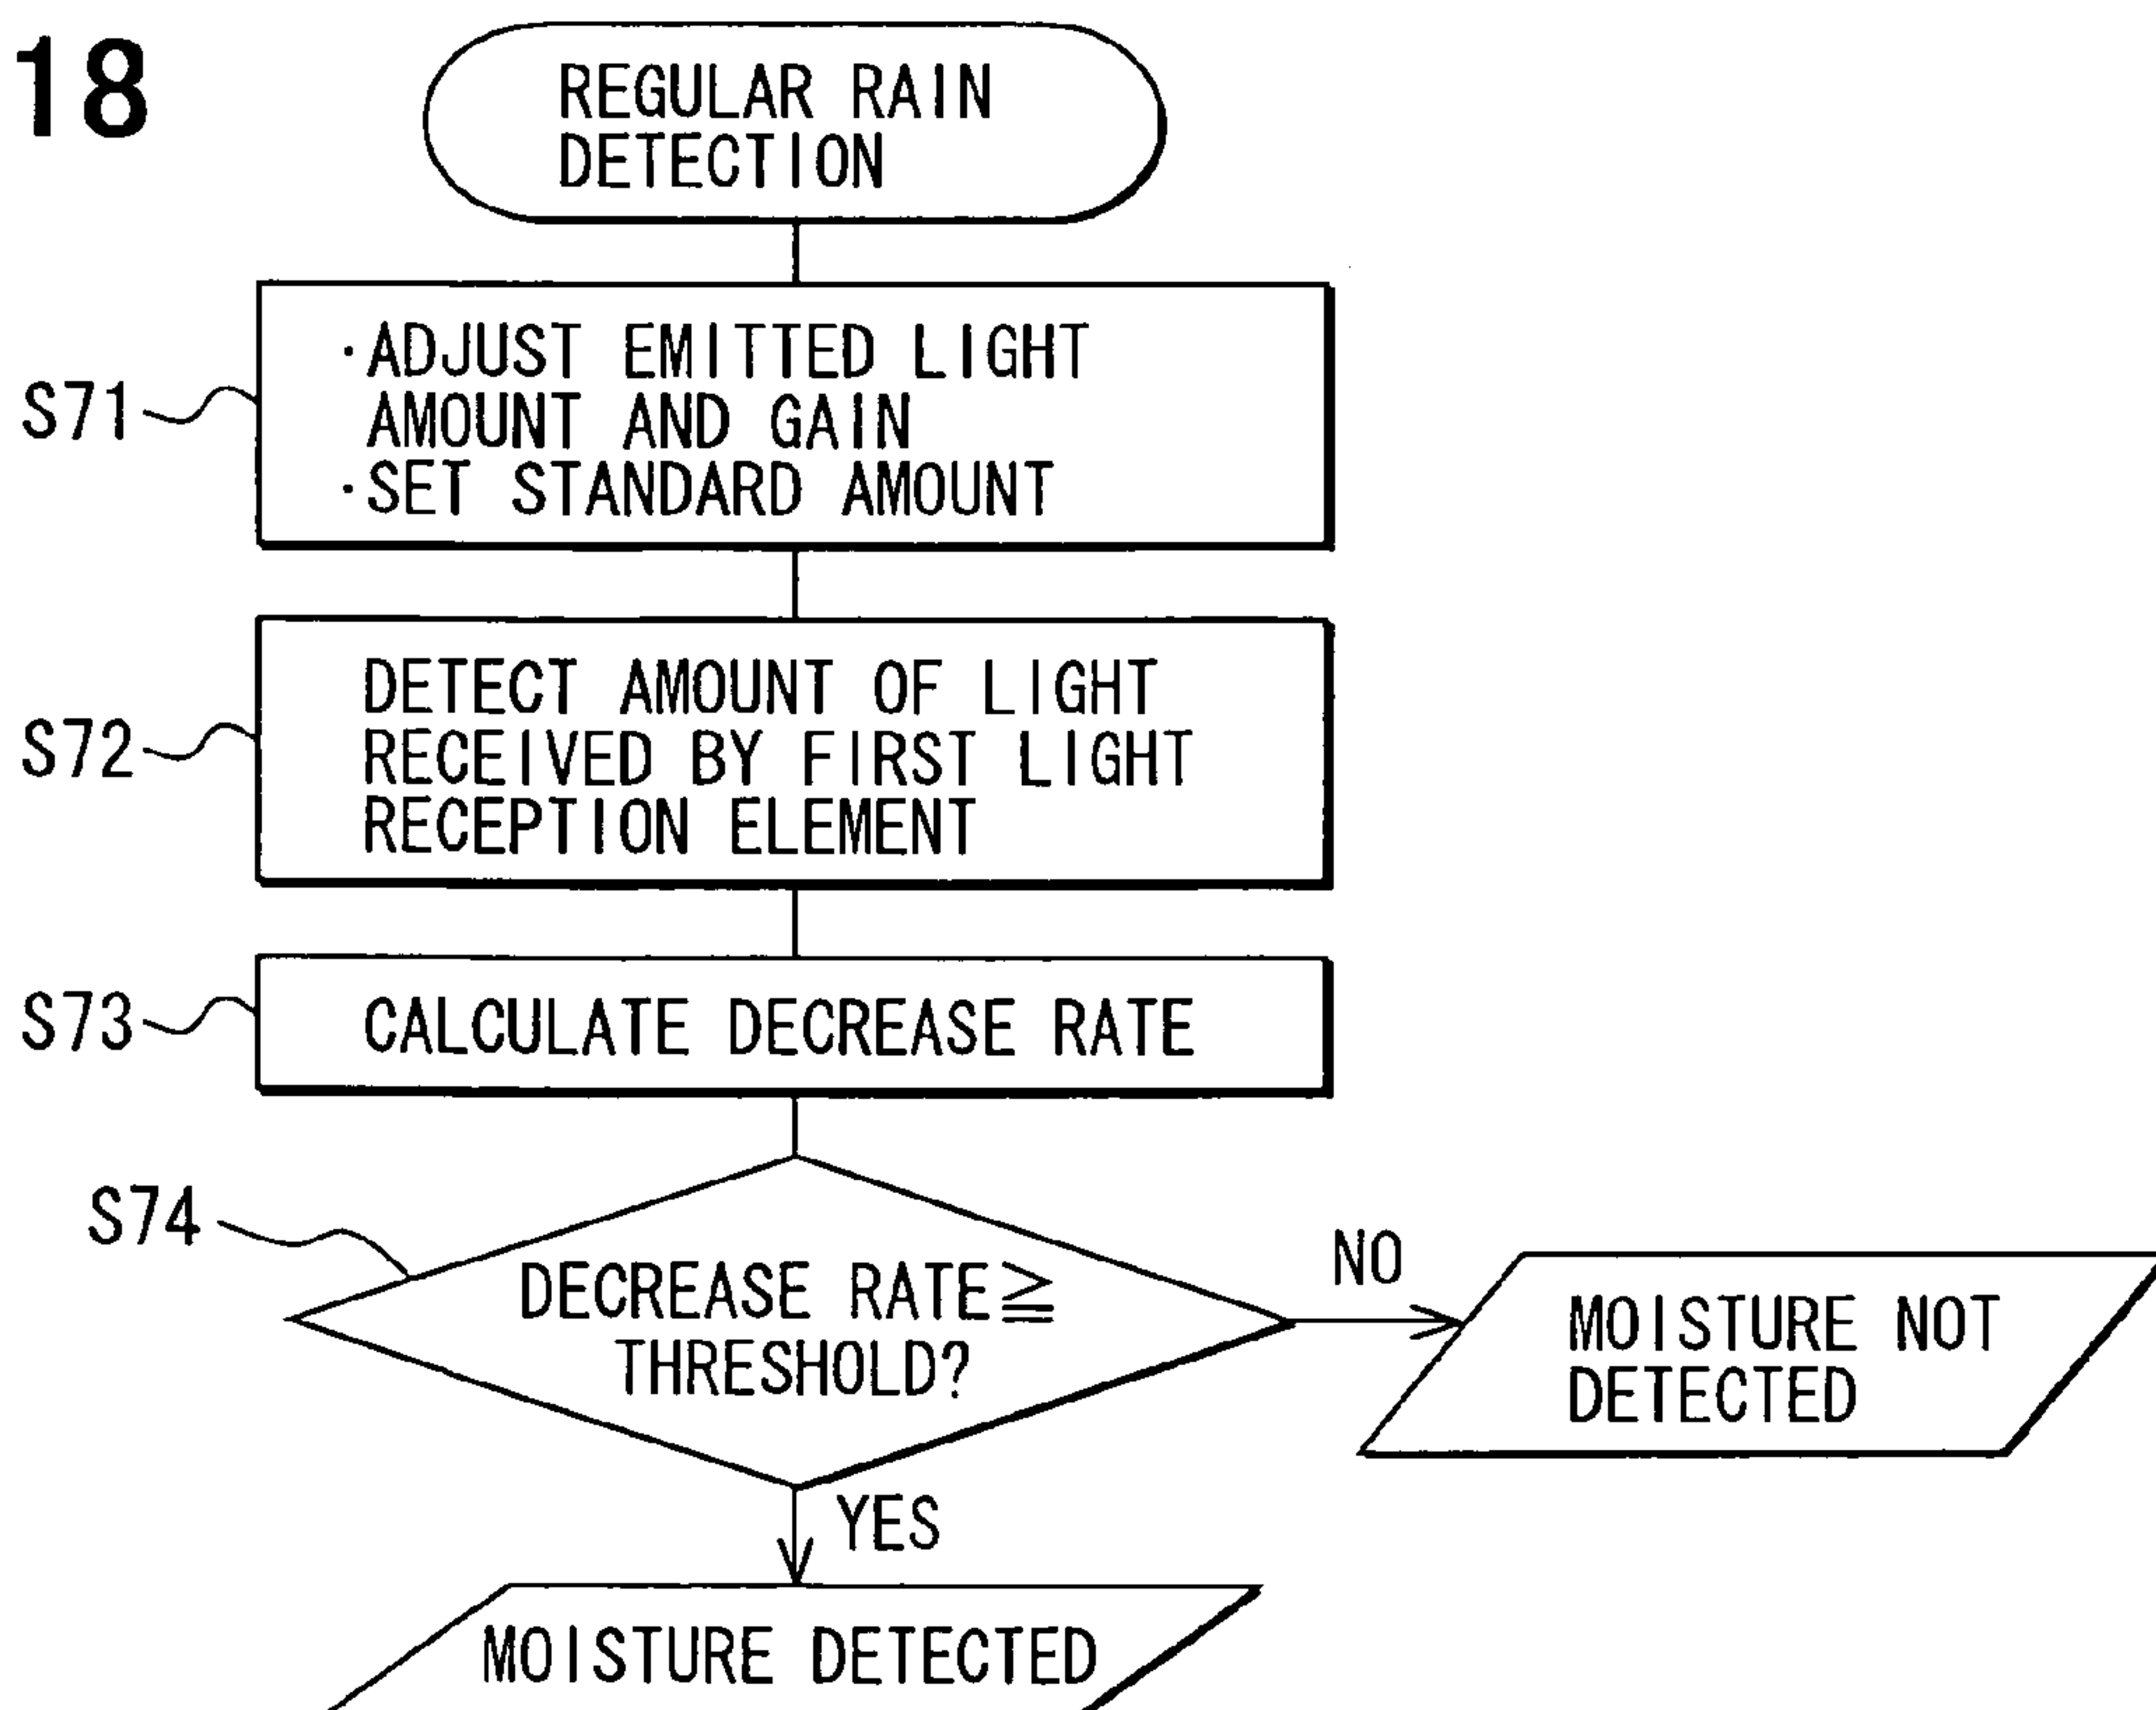 18
REGULAR RAIN
DETECTION
S71
·ADJUST EMITTED LIGHT
AMOUNT AND GAIN
·SET STANDARD AMOUNT
S72
DETECT AMOUNT OF LIGHT
RECEIVED BY FIRST LIGHT
RECEPTION ELEMENT
S73
CALCULATE DECREASE RATE
S74
DECREASE RATE≧
THRESHOLD?
NO
MOISTURE NOT
DETECTED
YES
MOISTURE DETECTED